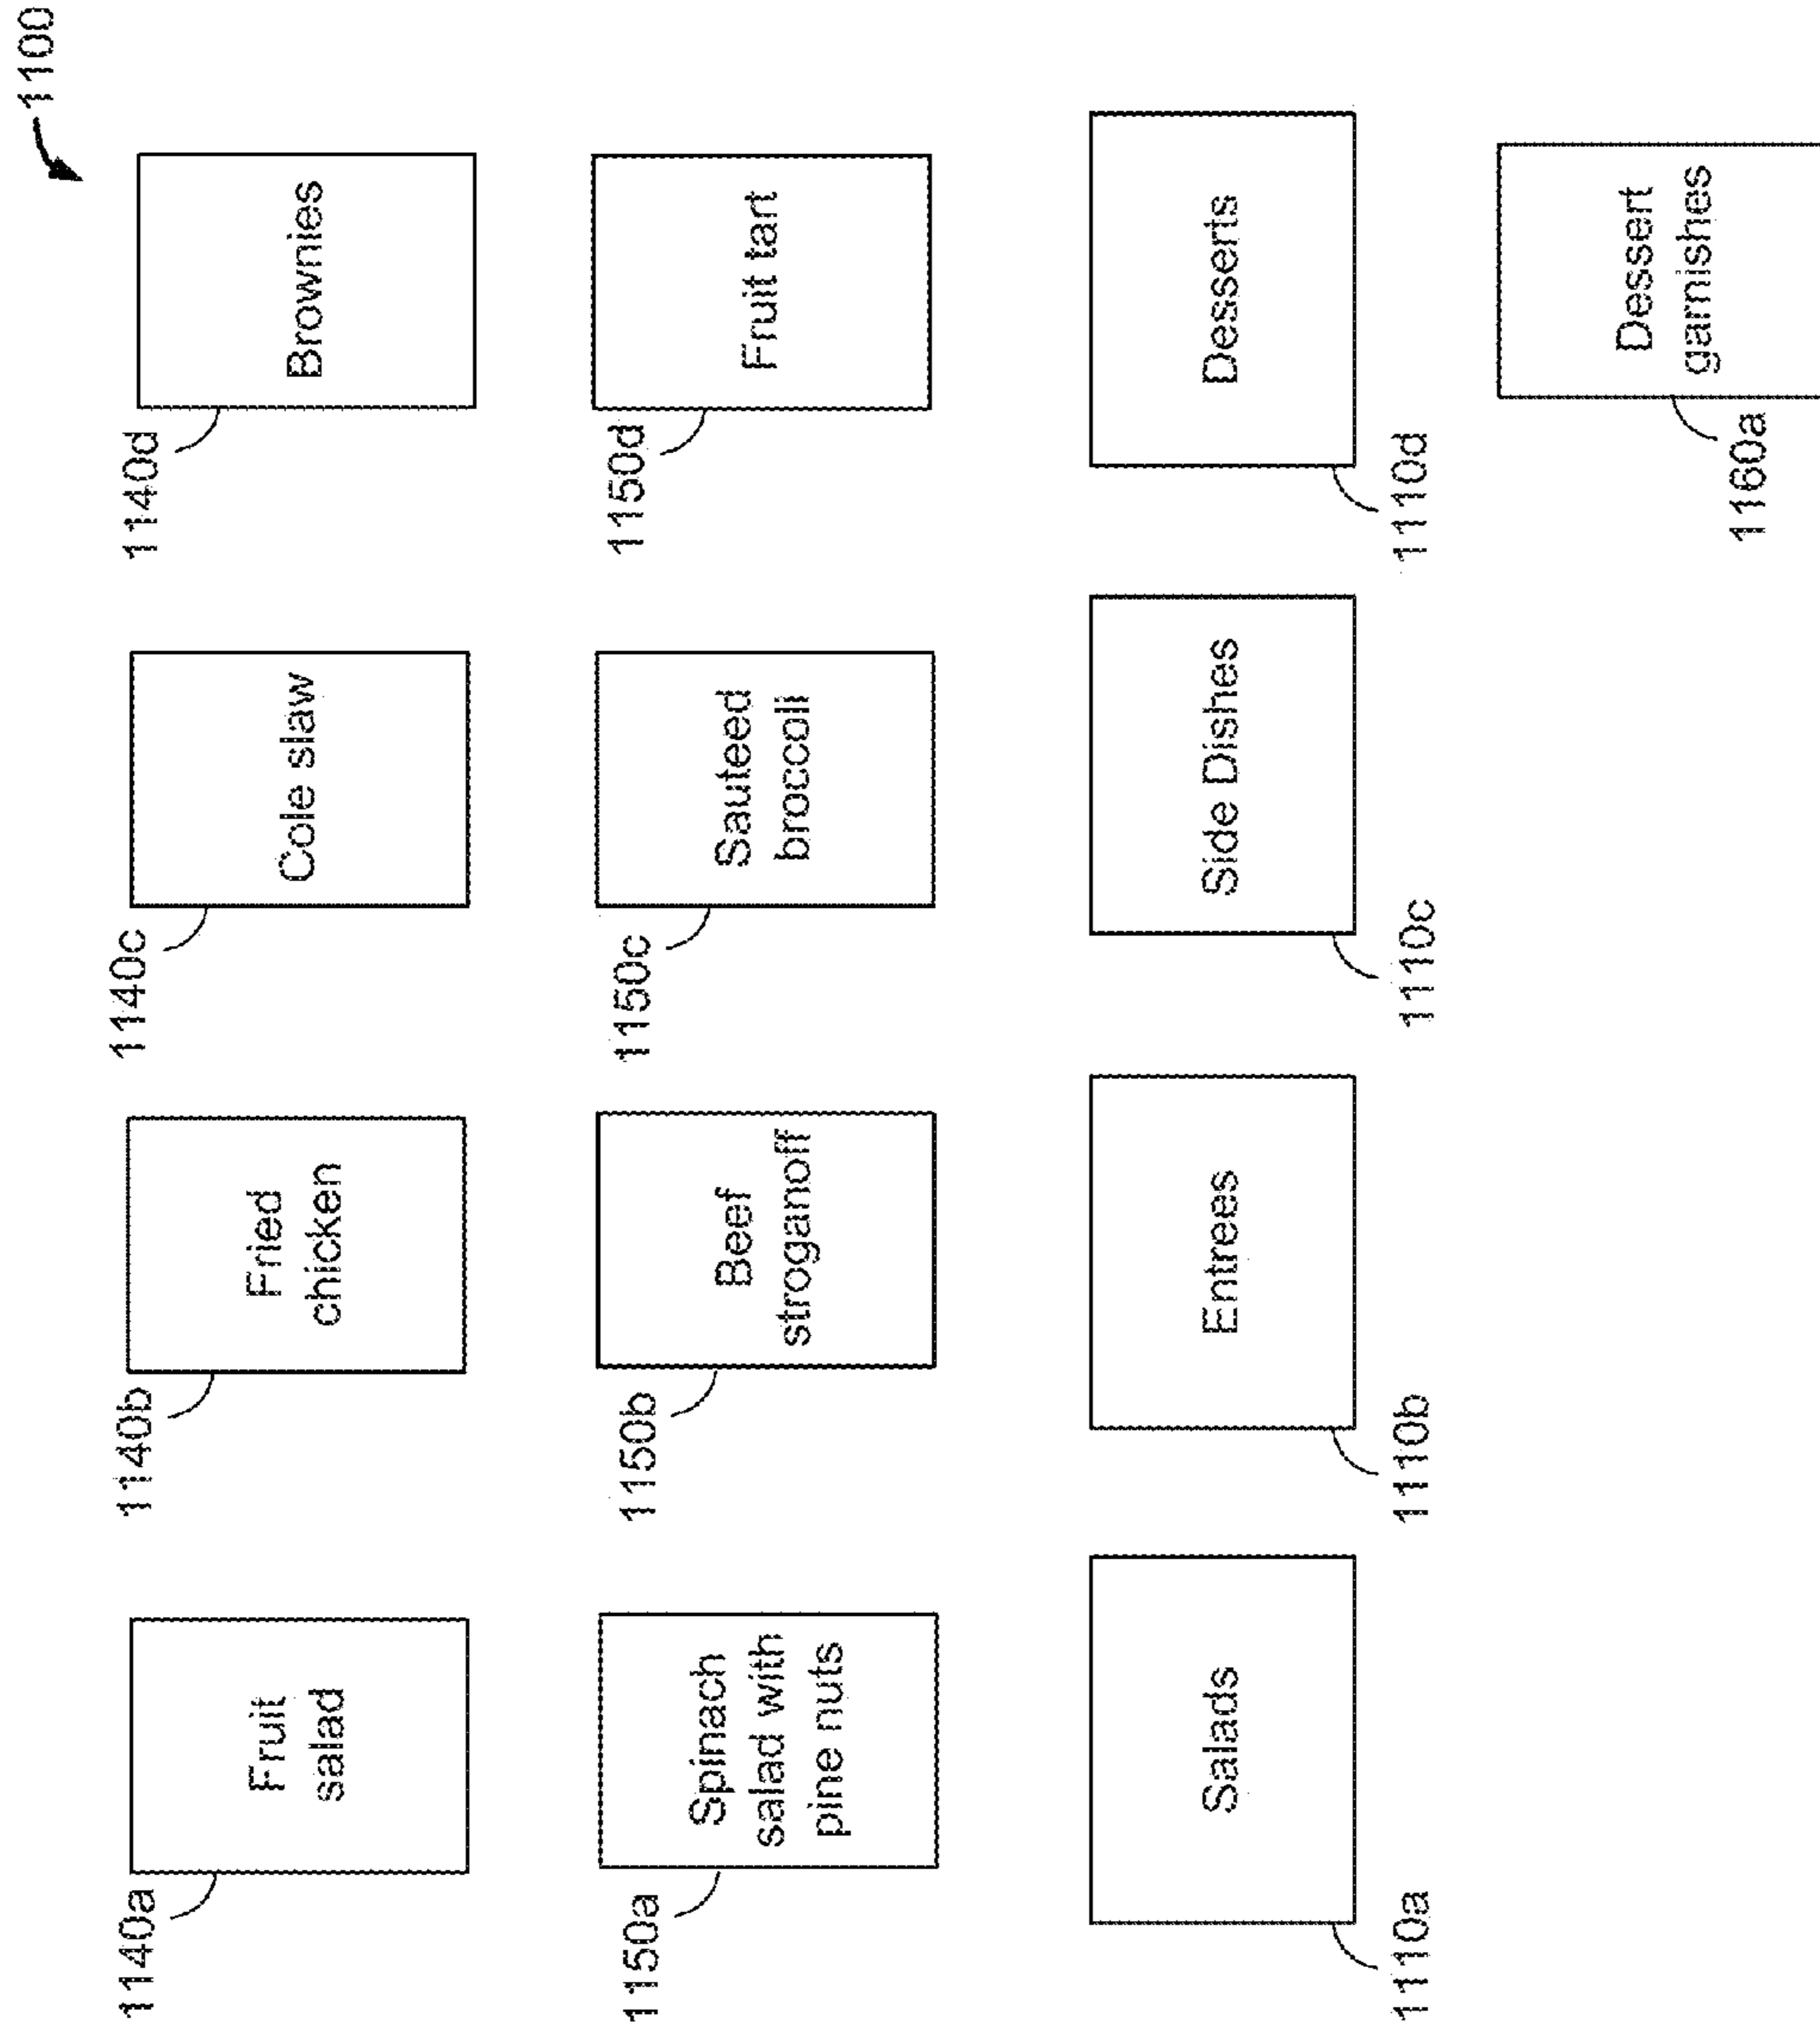 1100
1140a
Fruit
salad
1140b
Fried
chicken
1140c
Cole slaw
1140d
Brownies
1150a
Spinach
salad with
pine nuts
1150b
Beef
stroganoff
1150c
Sauteed
broccoli
1150d
Fruit tart
1110a
Salads
1110b
Entrees
1110c
Side Dishes
1110d
Desserts
1160a
Dessert
garnishes